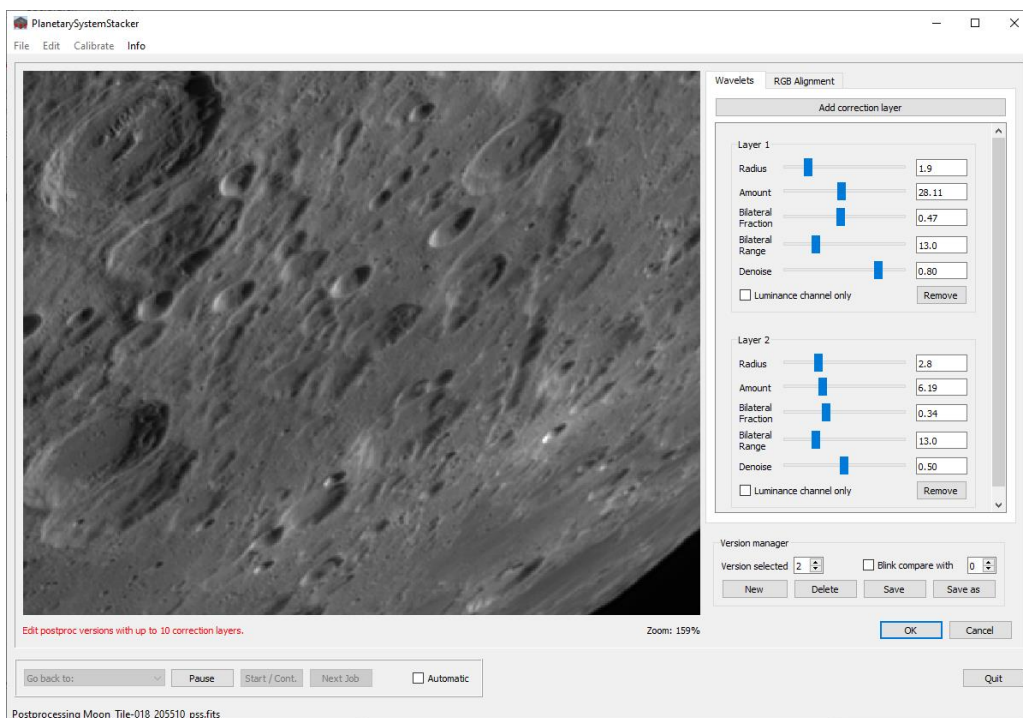 PlanetarySystemStacker
File Edit Calibrate Info
Wavelets RGB Alignment
Add correction layer
Layer 1
Radius 1.9
Amount 28.11
Bilateral
Fraction 0.47
Bilateral
Range 13.0
Denoise 0.80
Luminance channel only Remove
Layer 2
Radius 2.8
Amount 6.19
Bilateral
Fraction 0.34
Bilateral
Range 13.0
Denoise 0.50
Luminance channel only Remove
Version manager
Version selected 2 Blink compare with 0
New Delete Save Save as
Edit postproc versions with up to 10 correction layers. Zoom: 159%
OK Cancel
Go back to: Pause Start / Cont. Next Job Automatic Quit
Postprocessing Moon_Tile-018_205510_pss.fits